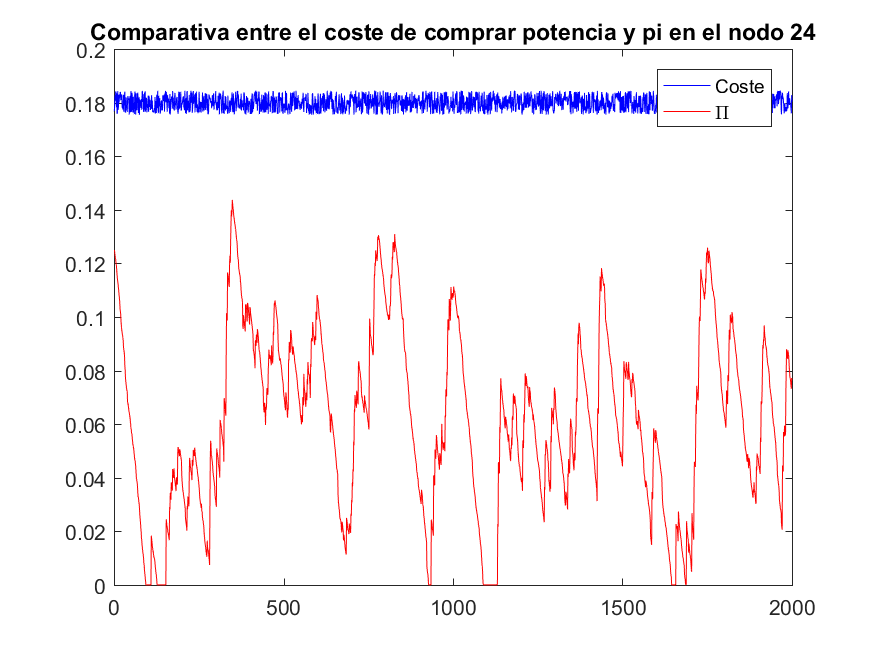 Comparativa entre el coste de comprar potencia y pi en el nodo 24
0.2
0.18
0.16
0.14
0.12
0.1
0.08
0.06
0.04
0.02
0
Coste
Π
0 500 1000 1500 2000